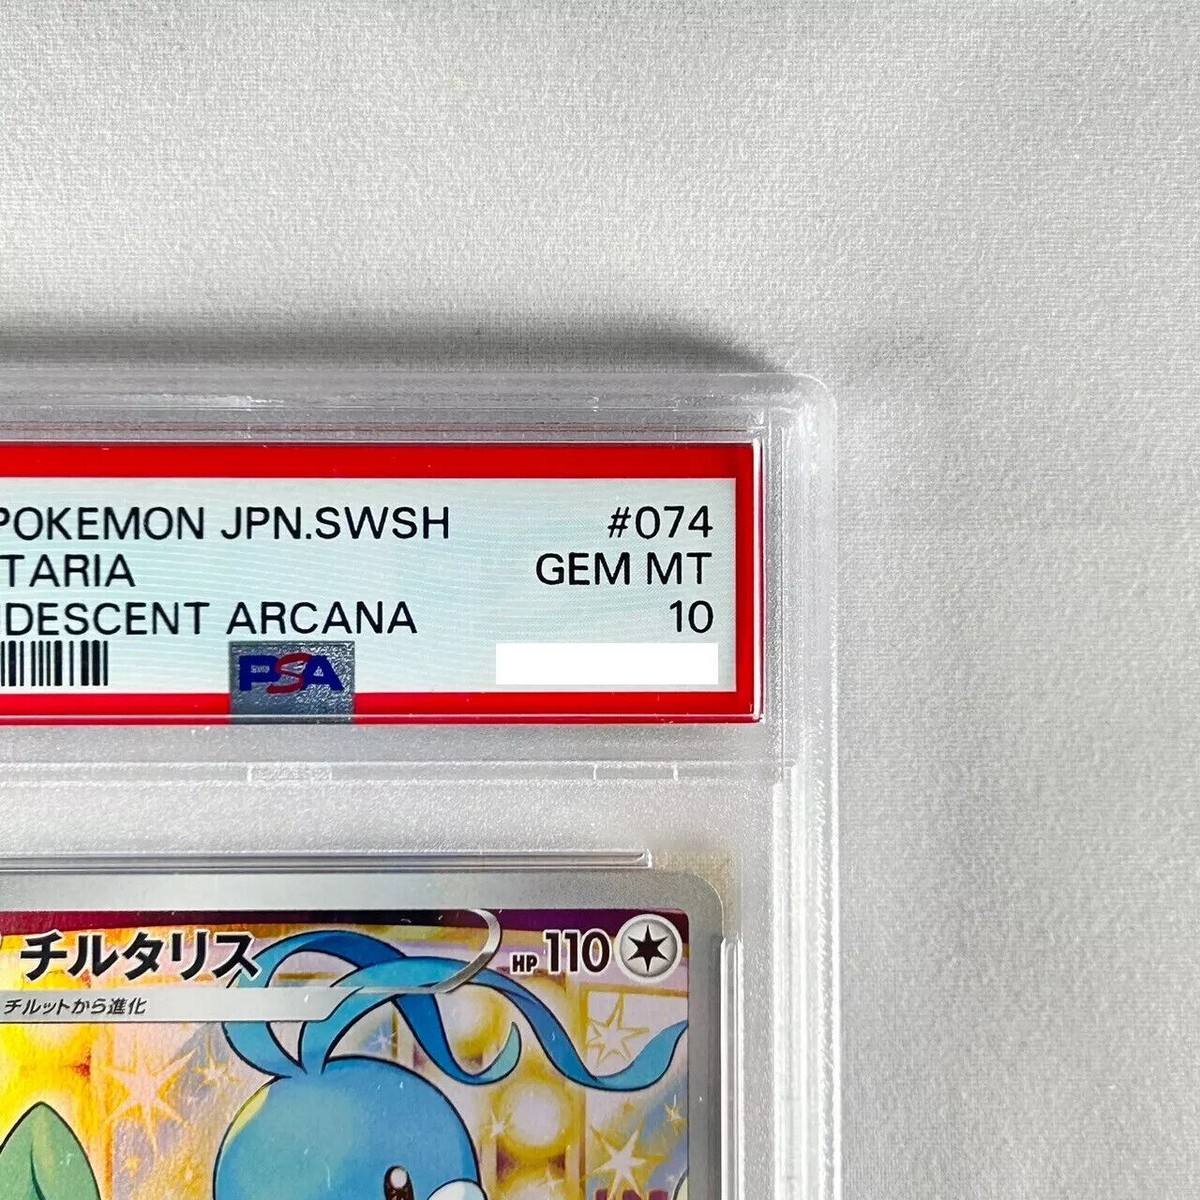 POKEMON JPN.SWSH #074
TARIA GEM MT
DESCENT ARCANA 10
PSA
チルタリス HP 110
チルットから進化